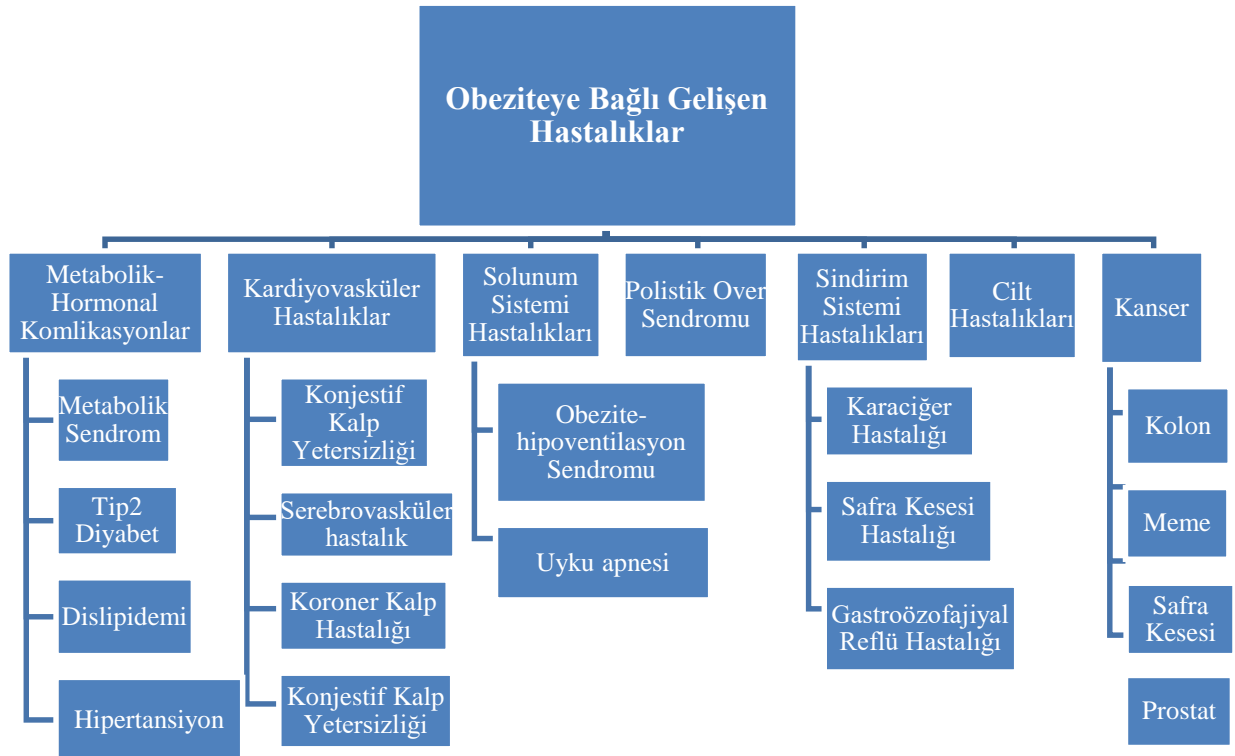 Obeziteye Bağlı Gelişen
Hastalıklar
Metabolik-
Hormonal
Komlikasyonlar
Metabolik
Sendrom
Tip2
Diyabet
Dislipidemi
Hipertansiyon
Kardiyovasküler
Hastalıklar
Konjestif
Kalp
Yetersizliği
Serebrovasküler
hastalık
Koroner Kalp
Hastalığı
Konjestif Kalp
Yetersizliği
Solunum
Sistemi
Hastalıkları
Obezite-
hipoventilasyon
Sendromu
Uyku apnesi
Polistik Over
Sendromu
Sindirim
Sistemi
Hastalıkları
Karaciğer
Hastalığı
Safra Kesesi
Hastalığı
Gastroözofajiyal
Reflü Hastalığı
Cilt
Hastalıkları
Kanser
Kolon
Meme
Safra
Kesesi
Prostat